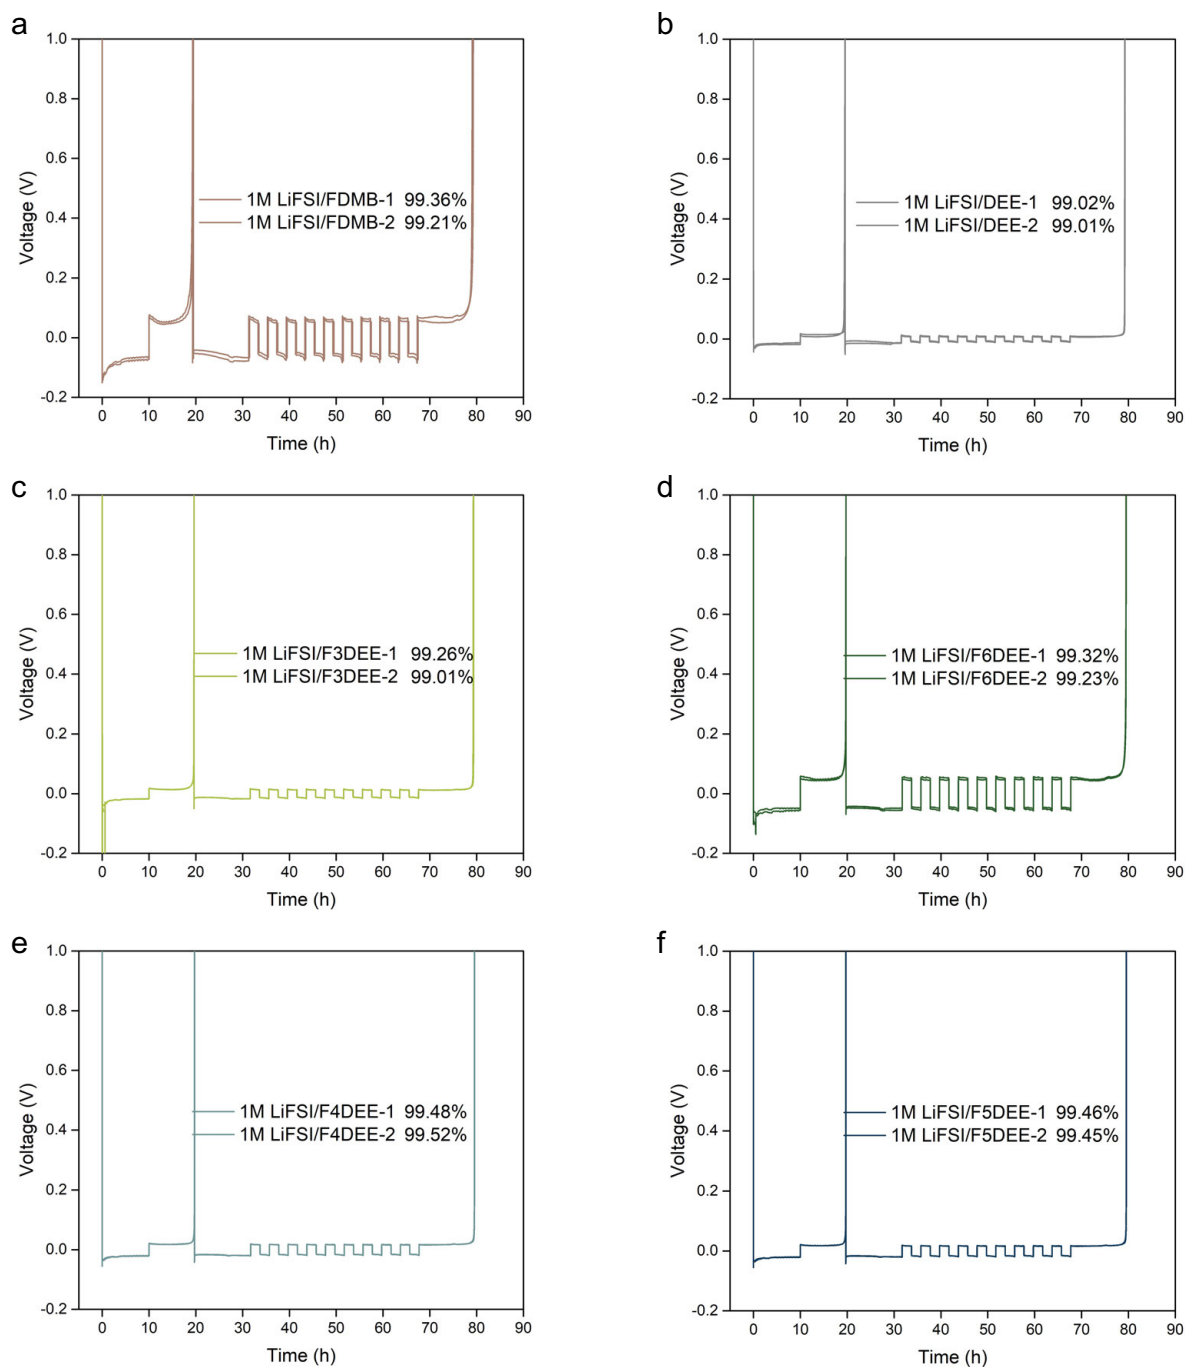 a
1.0
0.8
0.6
0.4
0.2
0.0
-0.2
Voltage (V)
1M LiFSI/FDMB-1 99.36%
1M LiFSI/FDMB-2 99.21%
0 10 20 30 40 50 60 70 80 90
Time (h)
b
1.0
0.8
0.6
0.4
0.2
0.0
-0.2
Voltage (V)
1M LiFSI/DEE-1 99.02%
1M LiFSI/DEE-2 99.01%
0 10 20 30 40 50 60 70 80 90
Time (h)
c
1.0
0.8
0.6
0.4
0.2
0.0
-0.2
Voltage (V)
1M LiFSI/F3DEE-1 99.26%
1M LiFSI/F3DEE-2 99.01%
0 10 20 30 40 50 60 70 80 90
Time (h)
d
1.0
0.8
0.6
0.4
0.2
0.0
-0.2
Voltage (V)
1M LiFSI/F6DEE-1 99.32%
1M LiFSI/F6DEE-2 99.23%
0 10 20 30 40 50 60 70 80 90
Time (h)
e
1.0
0.8
0.6
0.4
0.2
0.0
-0.2
Voltage (V)
1M LiFSI/F4DEE-1 99.48%
1M LiFSI/F4DEE-2 99.52%
0 10 20 30 40 50 60 70 80 90
Time (h)
f
1.0
0.8
0.6
0.4
0.2
0.0
-0.2
Voltage (V)
1M LiFSI/F5DEE-1 99.46%
1M LiFSI/F5DEE-2 99.45%
0 10 20 30 40 50 60 70 80 90
Time (h)